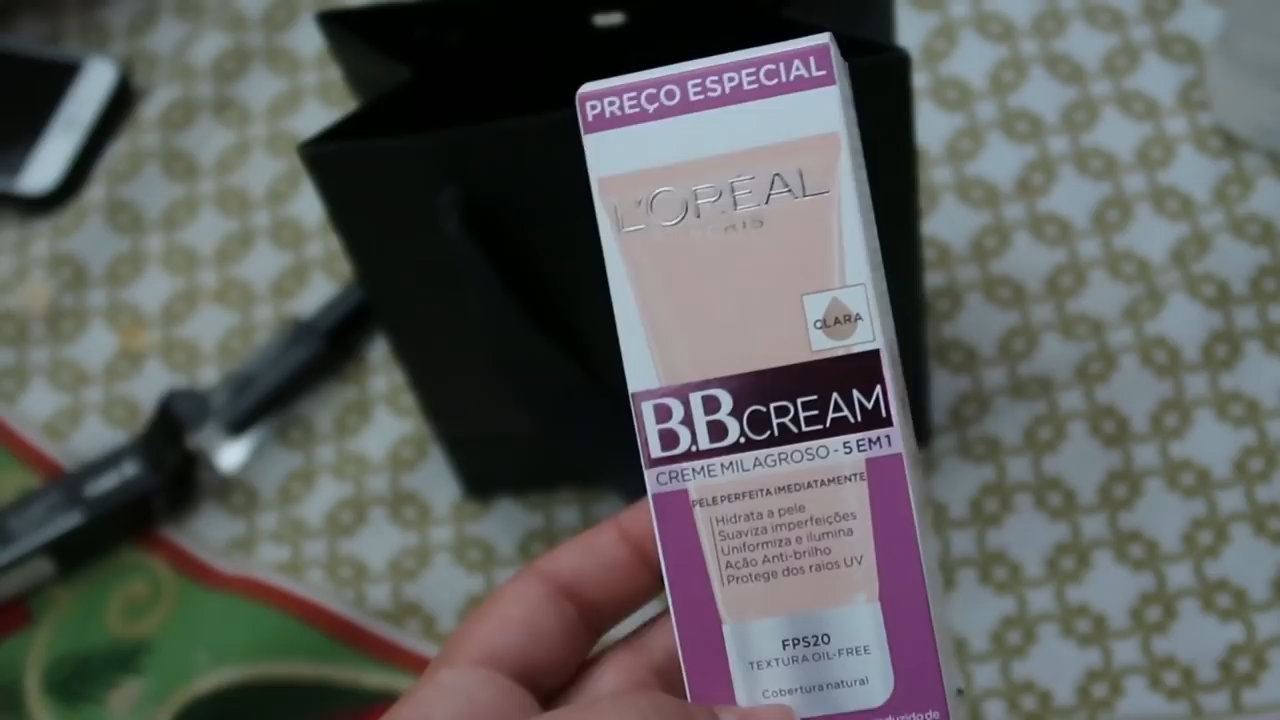 PREÇO ESPECIAL
L'ORÉAL
PARIS
CLARA
B.B.CREAM
CREME MILAGROSO - 5 EM 1
PELE PERFEITA IMEDIATAMENTE
Hidrata a pele
Suaviza imperfeições
Uniformiza e ilumina
Ação Anti-brilho
Protege dos raios UV
FPS20
TEXTURA OIL-FREE
Cobertura natural